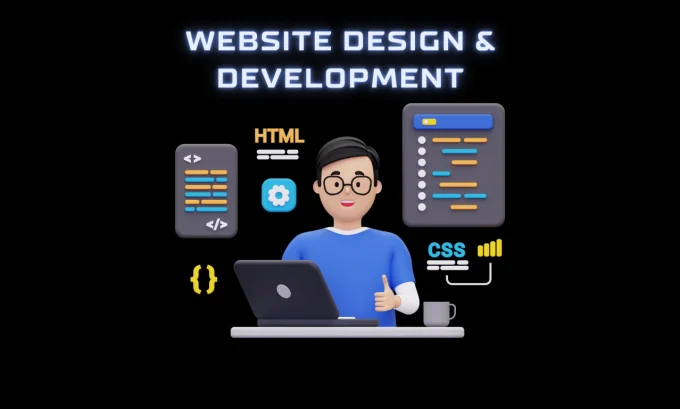 WEBSITE DESIGN &
DEVELOPMENT
HTML
<>
</>
CSS
{}